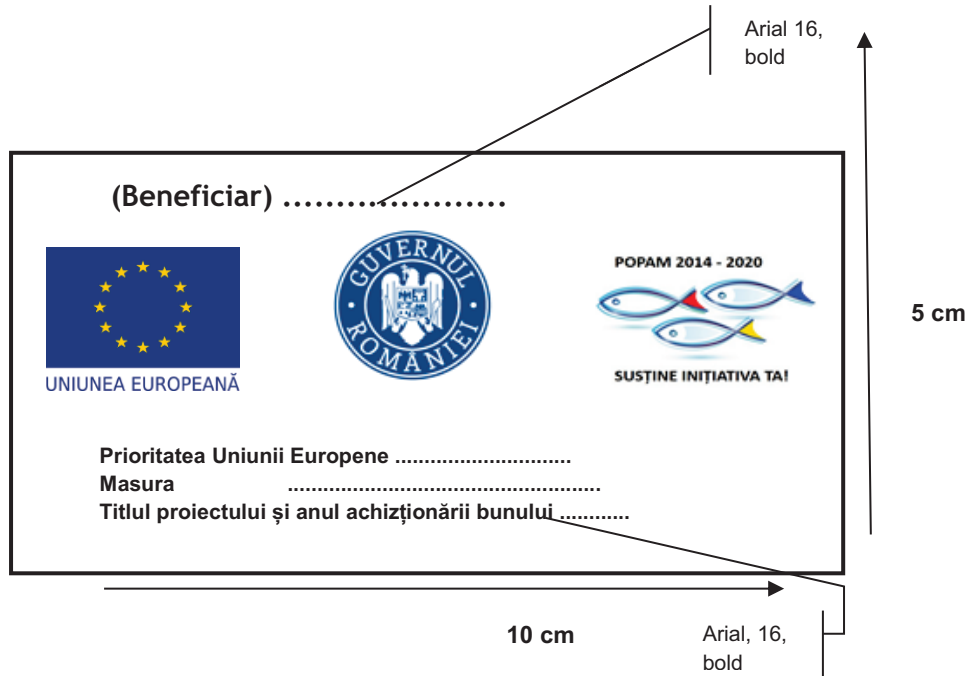 Arial 16,
bold
(Beneficiar) .....................
GUVERNUL ROMÂNIEI
POPAM 2014 - 2020
5 cm
UNIUNEA EUROPEANĂ
SUSȚINE INIȚIATIVA TA!
Prioritatea Uniunii Europene ..............................
Masura .....................................................
Titlul proiectului și anul achizționării bunului ............
10 cm
Arial, 16,
bold